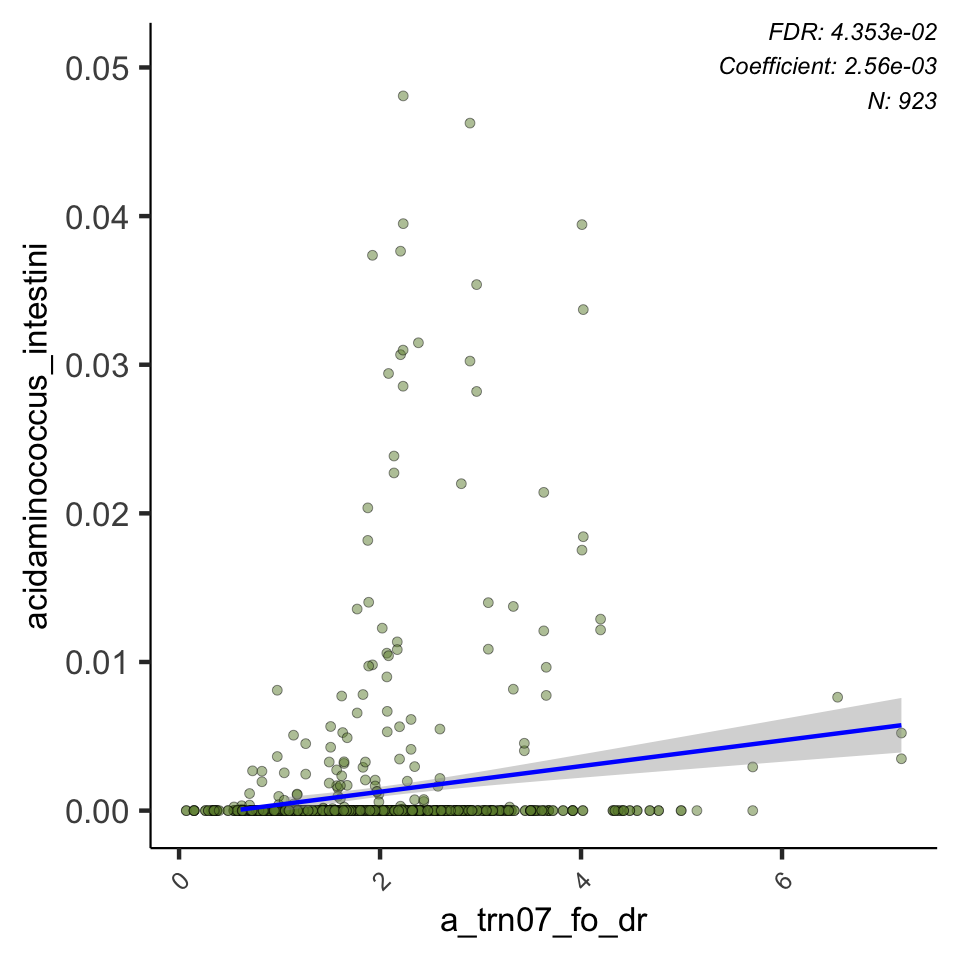 FDR: 4.353e-02
Coefficient: 2.56e-03
N: 923
acidaminococcus_intestini
0.05
0.04
0.03
0.02
0.01
0.00
0
2
4
6
a_trn07_fo_dr